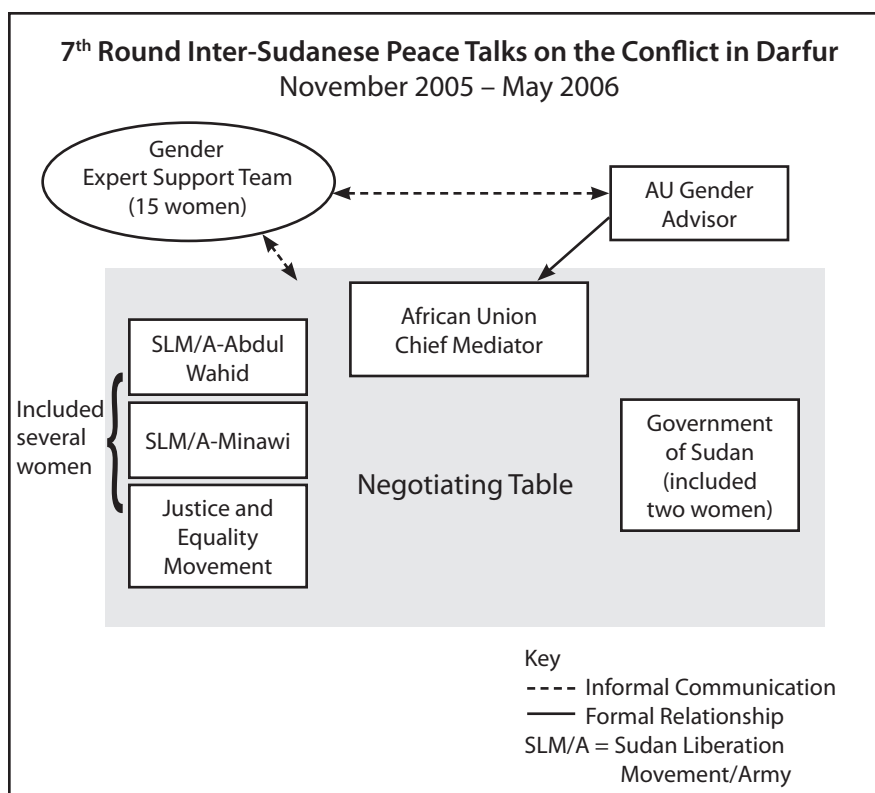 7th Round Inter-Sudanese Peace Talks on the Conflict in Darfur
November 2005 – May 2006
Gender
Expert Support Team
(15 women)
AU Gender
Advisor
African Union
Chief Mediator
SLM/A-Abdul
Wahid
Included
several
women
SLM/A-Minawi
Justice and
Equality
Movement
Negotiating Table
Government
of Sudan
(included
two women)
Key
Informal Communication
Formal Relationship
SLM/A = Sudan Liberation
Movement/Army